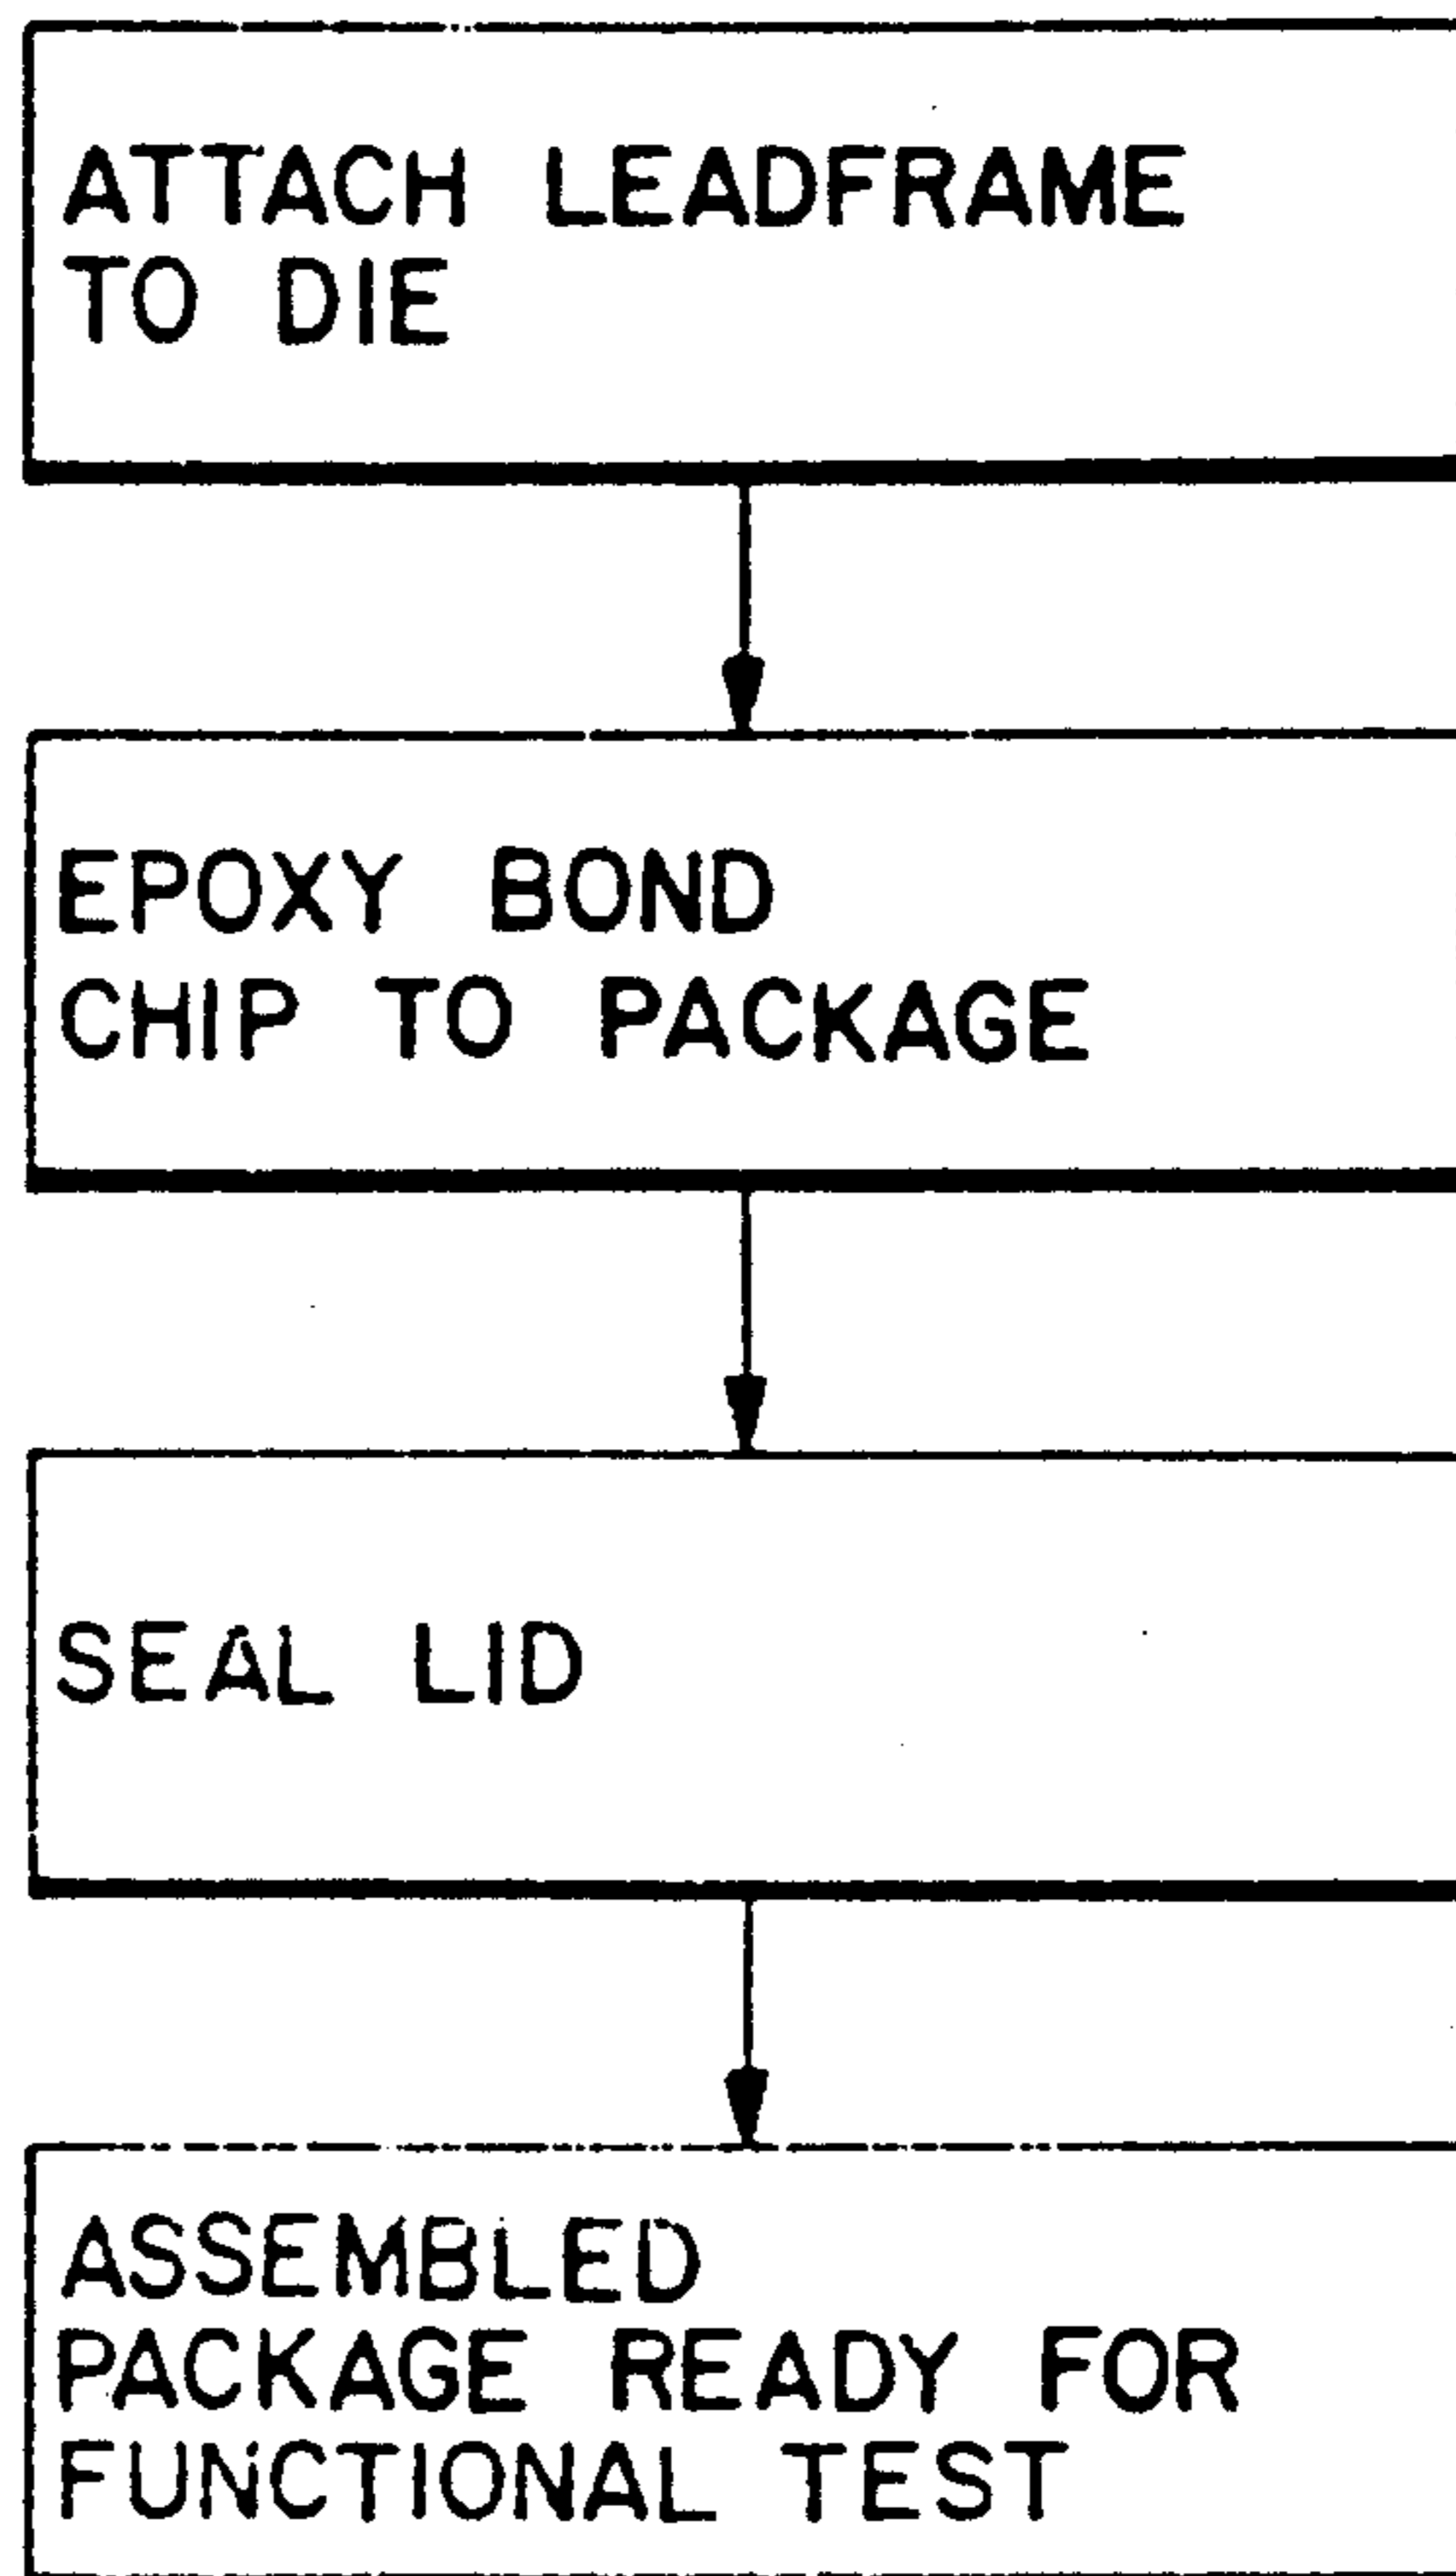 ATTACH LEADFRAME
TO DIE
EPOXY BOND
CHIP TO PACKAGE
SEAL LID
ASSEMBLED
PACKAGE READY FOR
FUNCTIONAL TEST